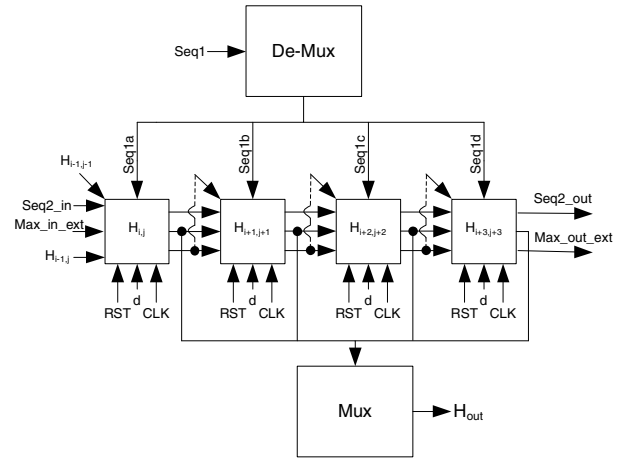 Seq1
De-Mux
Seq1a
Seq1b
Seq1c
Seq1d
Hi-1,j-1
Seq2_in
Max_in_ext
Hi-1,j
Hi,j
Hi+1,j+1
Hi+2,j+2
Hi+3,j+3
Seq2_out
Max_out_ext
RST d CLK
RST d CLK
RST d CLK
RST d CLK
Mux
Hout